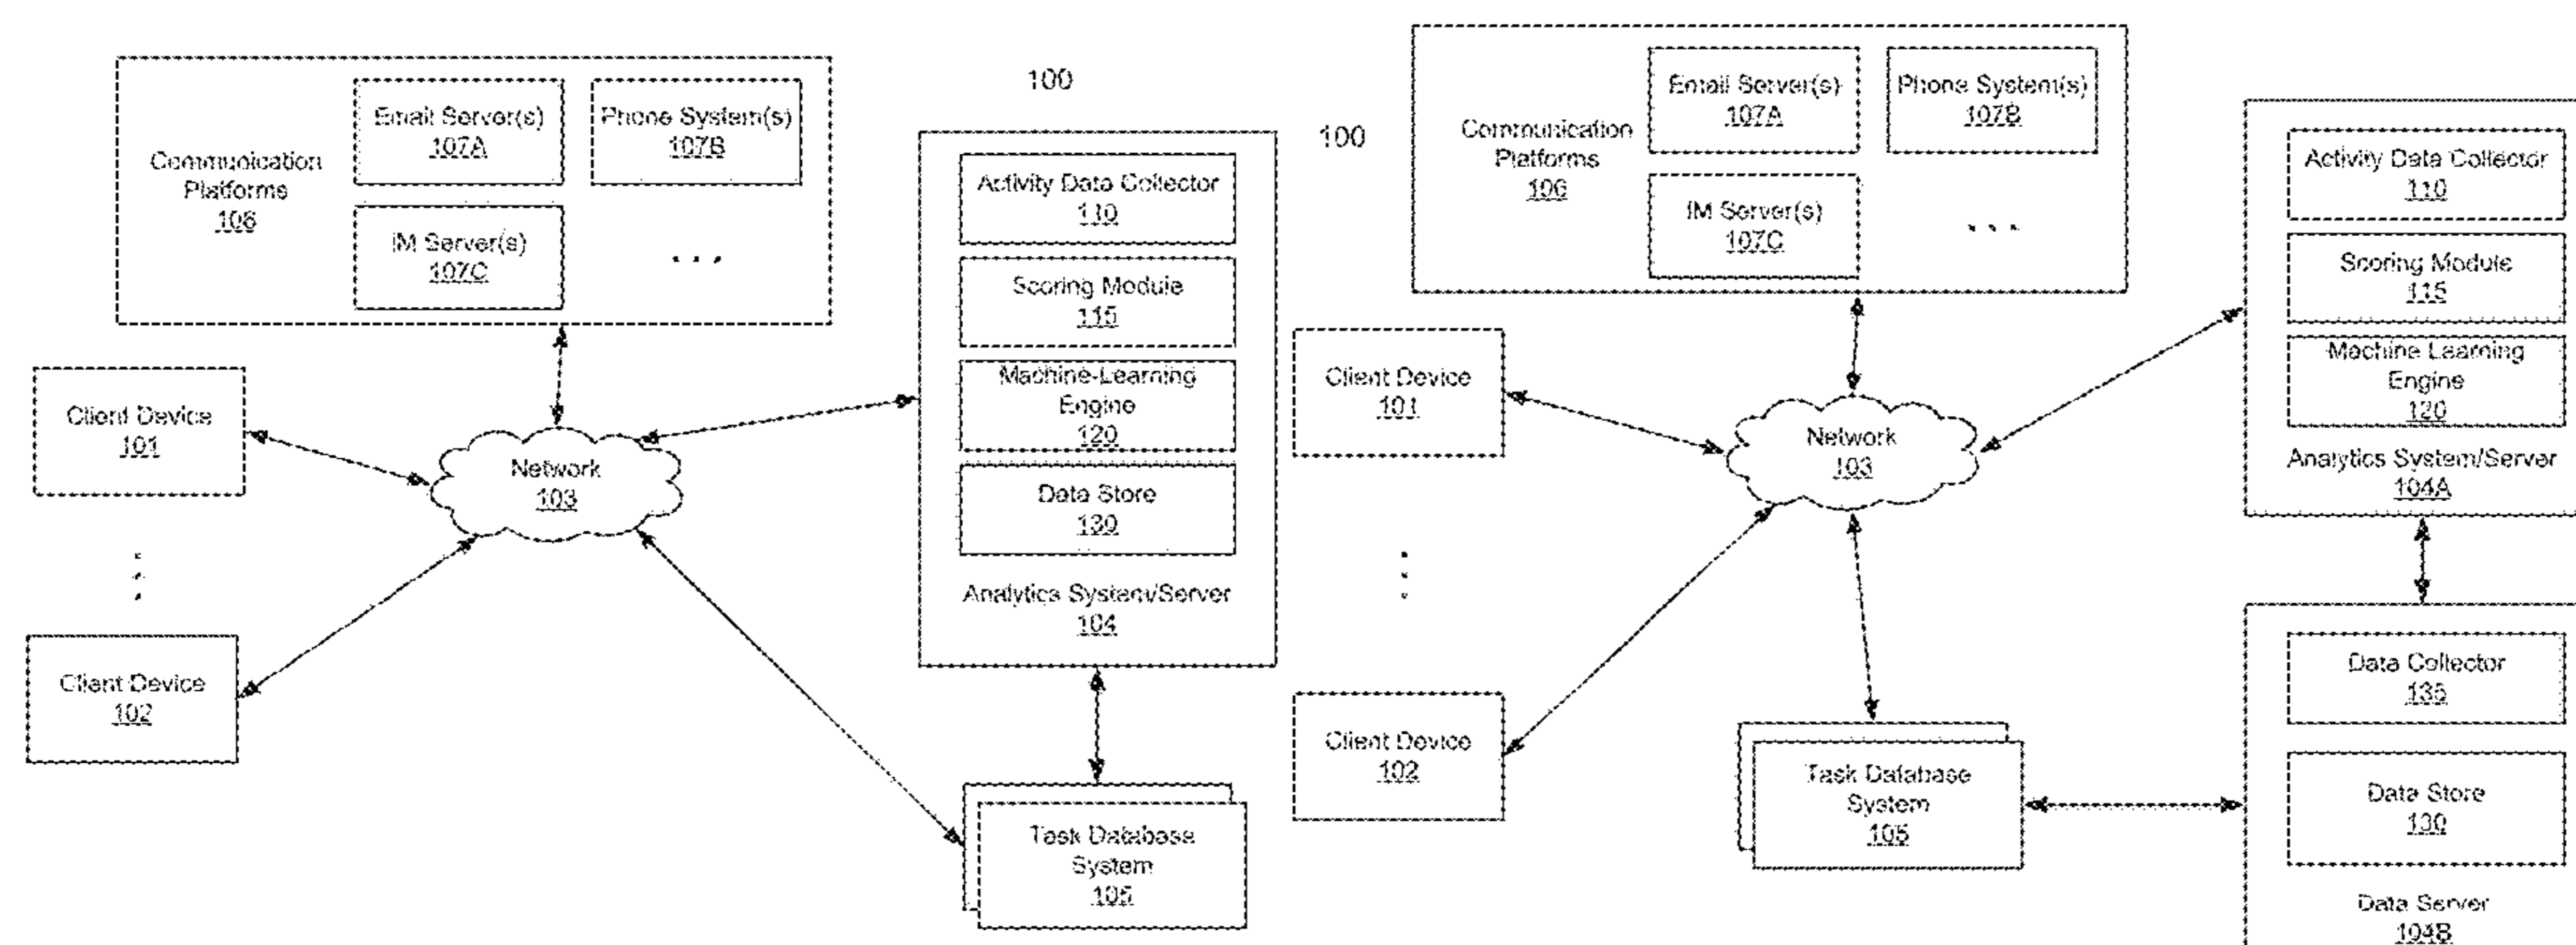 100
Communication
Platforms
106
Email Server(s)
107A
Phone System(s)
107B
IM Server(s)
107C
. . .
Activity Data Collector
110
Scoring Module
115
Machine-Learning
Engine
120
Data Store
130
Analytics System/Server
104
Client Device
101
Network
103
Client Device
102
Task Database
System
105
100
Communication
Platforms
106
Email Server(s)
107A
Phone System(s)
107B
IM Server(s)
107C
. . .
Activity Data Collector
110
Scoring Module
115
Machine Learning
Engine
120
Analytics System/Server
104A
Client Device
101
Network
103
Client Device
102
Task Database
System
105
Data Collector
135
Data Store
130
Data Server
104B